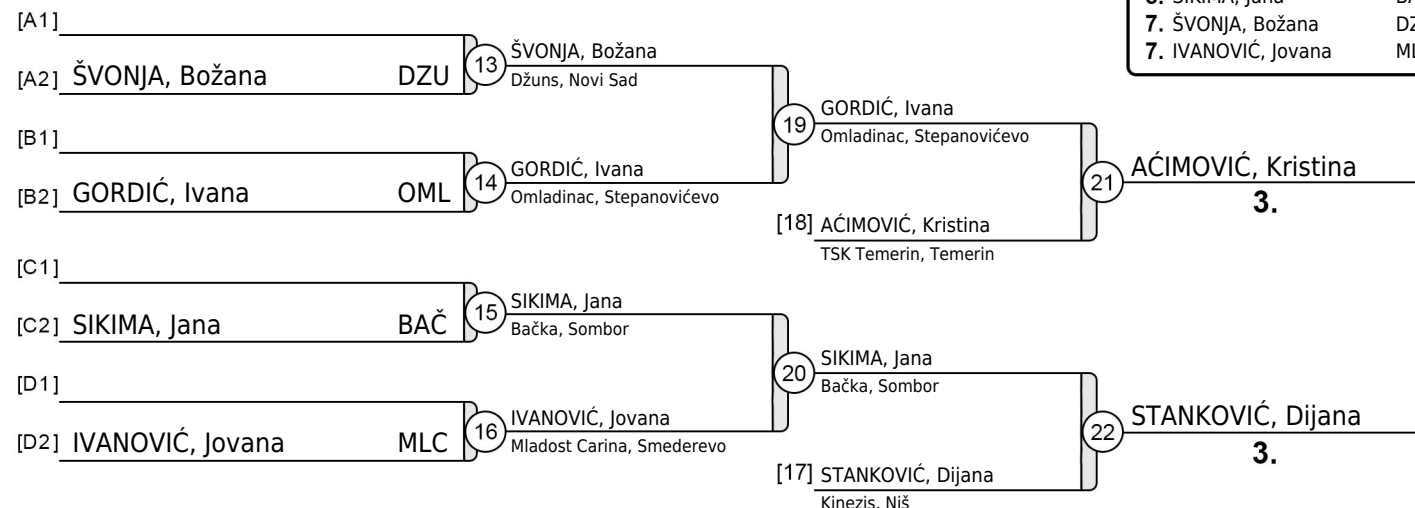 7. ŠVONJA, Božana
7. IVANOVIĆ, Jovana
[A1]
[A2] ŠVONJA, Božana DZU
13 ŠVONJA, Božana
Džuns, Novi Sad
[B1]
[B2] GORDIĆ, Ivana OML
14 GORDIĆ, Ivana
Omladinac, Stepanovićevo
19 GORDIĆ, Ivana
Omladinac, Stepanovićevo
[18] AĆIMOVIĆ, Kristina
TSK Temerin, Temerin
21 AĆIMOVIĆ, Kristina
3.
[C1]
[C2] SIKIMA, Jana BAČ
15 SIKIMA, Jana
Bačka, Sombor
[D1]
[D2] IVANOVIĆ, Jovana MLC
16 IVANOVIĆ, Jovana
Mladost Carina, Smederevo
20 SIKIMA, Jana
Bačka, Sombor
[17] STANKOVIĆ, Dijana
Kinezis, Niš
22 STANKOVIĆ, Dijana
3.